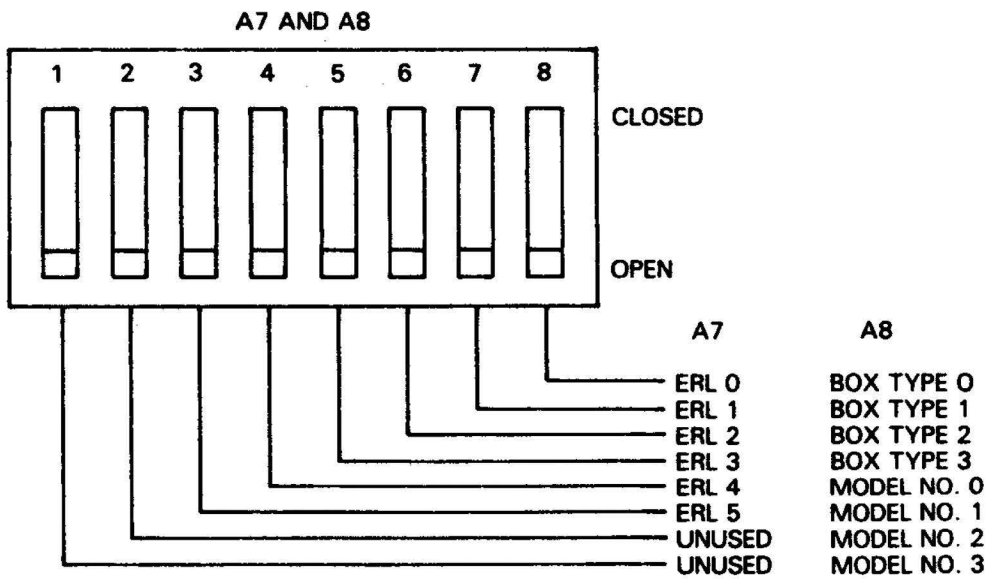 A7 AND A8
1 2 3 4 5 6 7 8
CLOSED
OPEN
A7 A8
ERL 0 BOX TYPE 0
ERL 1 BOX TYPE 1
ERL 2 BOX TYPE 2
ERL 3 BOX TYPE 3
ERL 4 MODEL NO. 0
ERL 5 MODEL NO. 1
UNUSED MODEL NO. 2
UNUSED MODEL NO. 3